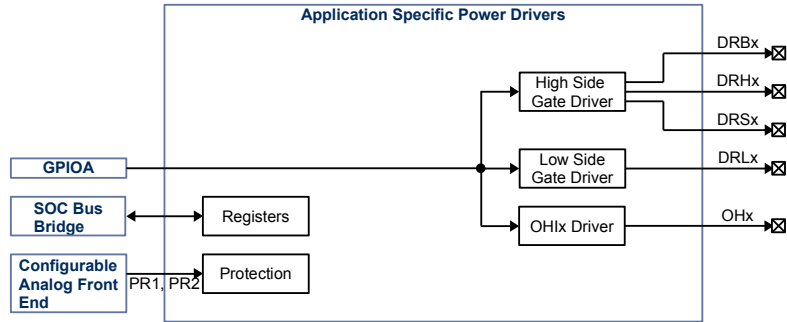 Application Specific Power Drivers
DRBx
High Side
Gate Driver
DRHx
DRSx
GPIOA
Low Side
Gate Driver
DRLx
SOC Bus
Bridge
Registers
OHIx Driver
OHx
Configurable
Analog Front
End
PR1, PR2
Protection